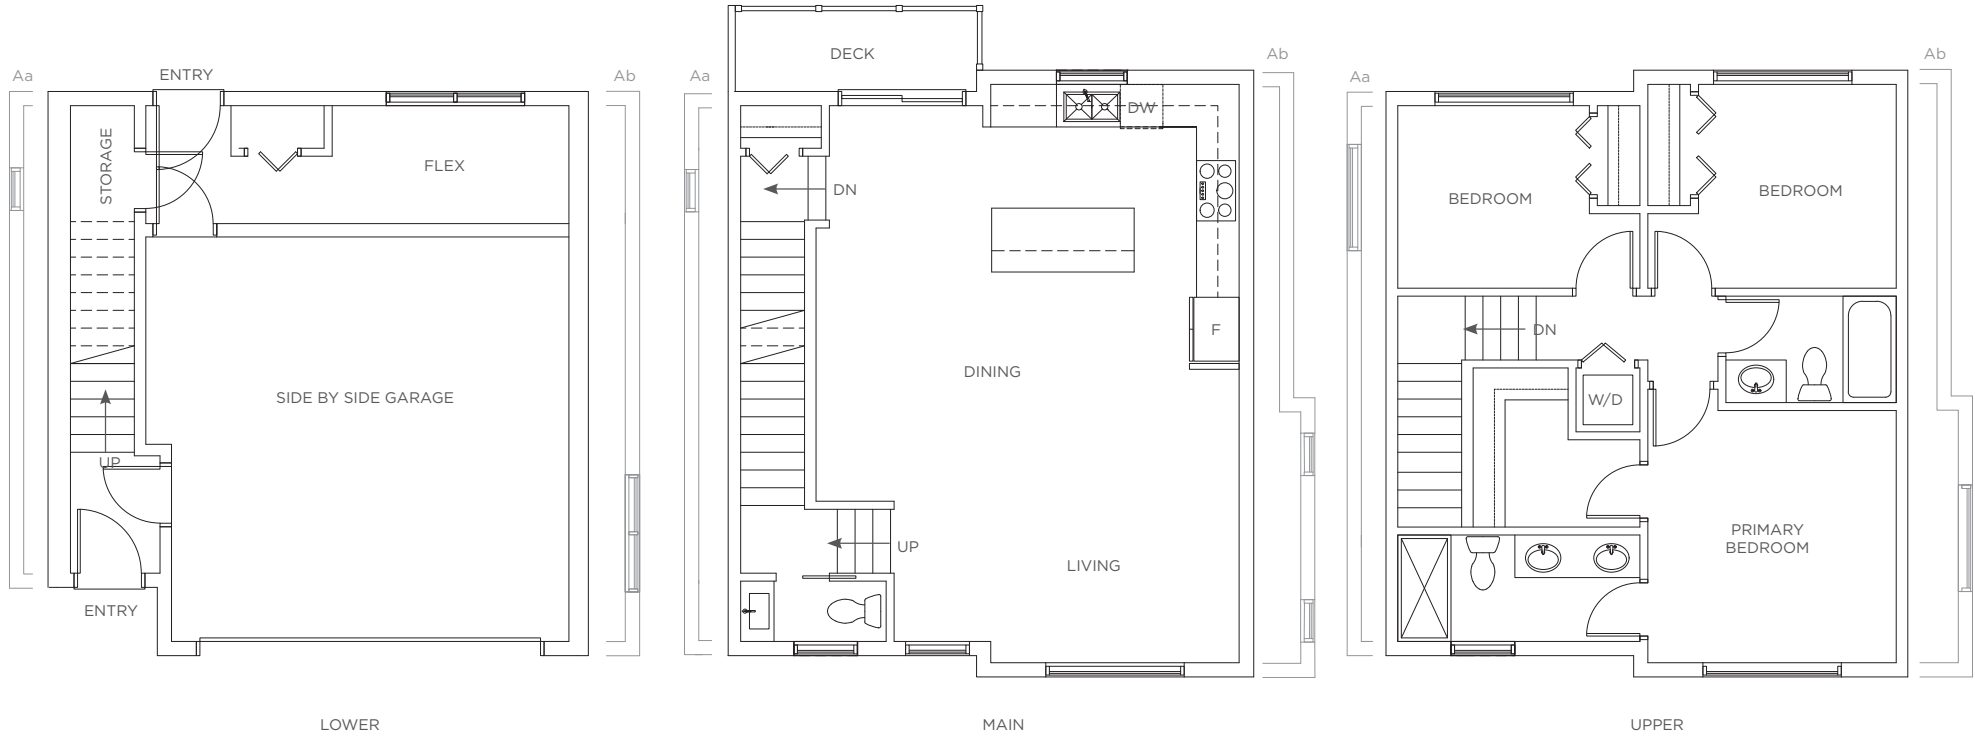 Aa
ENTRY
Ab
STORAGE
FLEX
SIDE BY SIDE GARAGE
UP
ENTRY
LOWER
Aa
DECK
Ab
DW
DN
F
DINING
UP
LIVING
MAIN
Aa
Ab
BEDROOM
BEDROOM
DN
W/D
PRIMARY
BEDROOM
UPPER